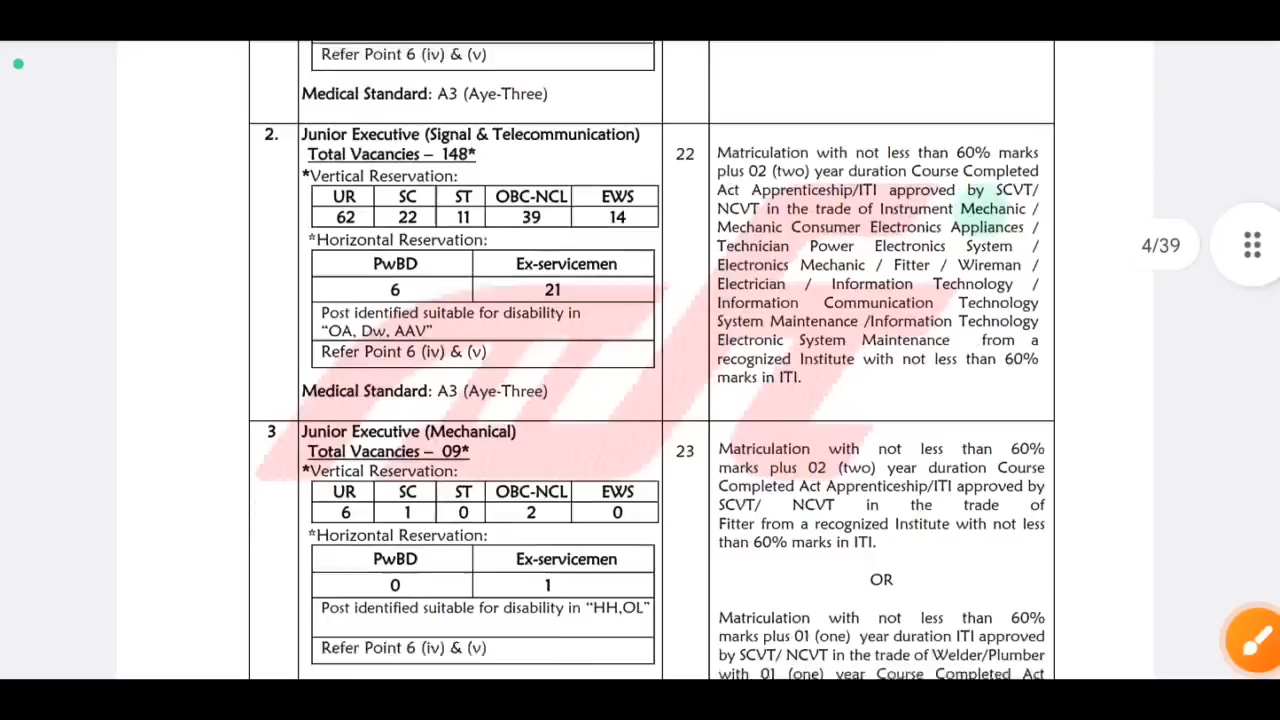 Refer Point 6 (iv) & (v)
Medical Standard: A3 (Aye-Three)
2.
Junior Executive (Signal & Telecommunication)
Total Vacancies – 148*
*Vertical Reservation:
UR SC ST OBC-NCL EWS
62 22 11 39 14
*Horizontal Reservation:
PwBD Ex-servicemen
6 21
Post identified suitable for disability in
“OA, Dw, AAV”
Refer Point 6 (iv) & (v)
Medical Standard: A3 (Aye-Three)
22
Matriculation with not less than 60% marks
plus 02 (two) year duration Course Completed
Act Apprenticeship/ITI approved by SCVT/
NCVT in the trade of Instrument Mechanic /
Mechanic Consumer Electronics Appliances /
Technician Power Electronics System /
Electronics Mechanic / Fitter / Wireman /
Electrician / Information Technology /
Information Communication Technology
System Maintenance /Information Technology
Electronic System Maintenance from a
recognized Institute with not less than 60%
marks in ITI.
4/39
3
Junior Executive (Mechanical)
Total Vacancies – 09*
*Vertical Reservation:
UR SC ST OBC-NCL EWS
6 1 0 2 0
*Horizontal Reservation:
PwBD Ex-servicemen
0 1
Post identified suitable for disability in “HH,OL”
Refer Point 6 (iv) & (v)
23
Matriculation with not less than 60%
marks plus 02 (two) year duration Course
Completed Act Apprenticeship/ITI approved by
SCVT/ NCVT in the trade of
Fitter from a recognized Institute with not less
than 60% marks in ITI.
OR
Matriculation with not less than 60%
marks plus 01 (one) year duration ITI approved
by SCVT/ NCVT in the trade of Welder/Plumber
with 01 (one) year Course Completed Act